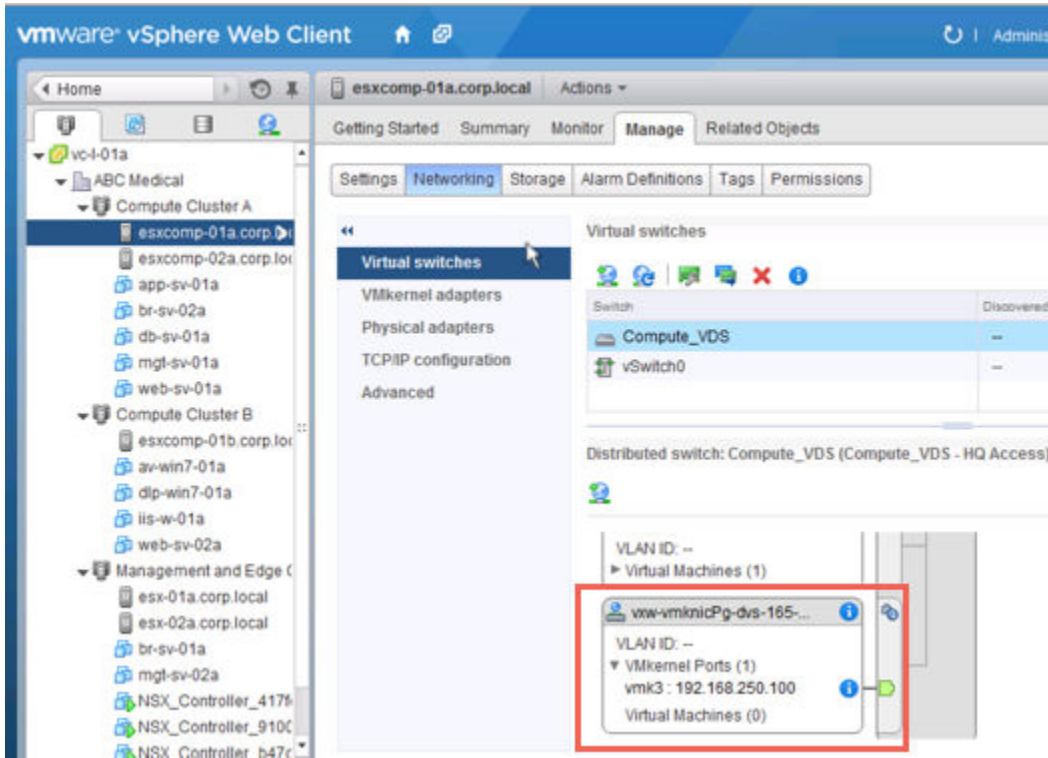 vmware® vSphere Web Client
Adminis
Home
esxcomp-01a.corp.local Actions
Getting Started Summary Monitor Manage Related Objects
vc-l-01a
ABC Medical
Compute Cluster A
esxcomp-01a.corp.
esxcomp-02a.corp.loc
app-sv-01a
br-sv-02a
db-sv-01a
mgt-sv-01a
web-sv-01a
Compute Cluster B
esxcomp-01b.corp.loc
av-win7-01a
dlp-win7-01a
iis-w-01a
web-sv-02a
Management and Edge C
esx-01a.corp.local
esx-02a.corp.local
br-sv-01a
mgt-sv-02a
NSX_Controller_417f
NSX_Controller_910
NSX_Controller_b47
Settings Networking Storage Alarm Definitions Tags Permissions
Virtual switches
VMkernel adapters
Physical adapters
TCP/IP configuration
Advanced
Virtual switches
Switch Discovered
Compute_VDS --
vSwitch0 --
Distributed switch: Compute_VDS (Compute_VDS - HQ Access)
VLAN ID: --
Virtual Machines (1)
vxw-vmknicPg-dvs-165-...
VLAN ID: --
VMkernel Ports (1)
vmk3 : 192.168.250.100
Virtual Machines (0)